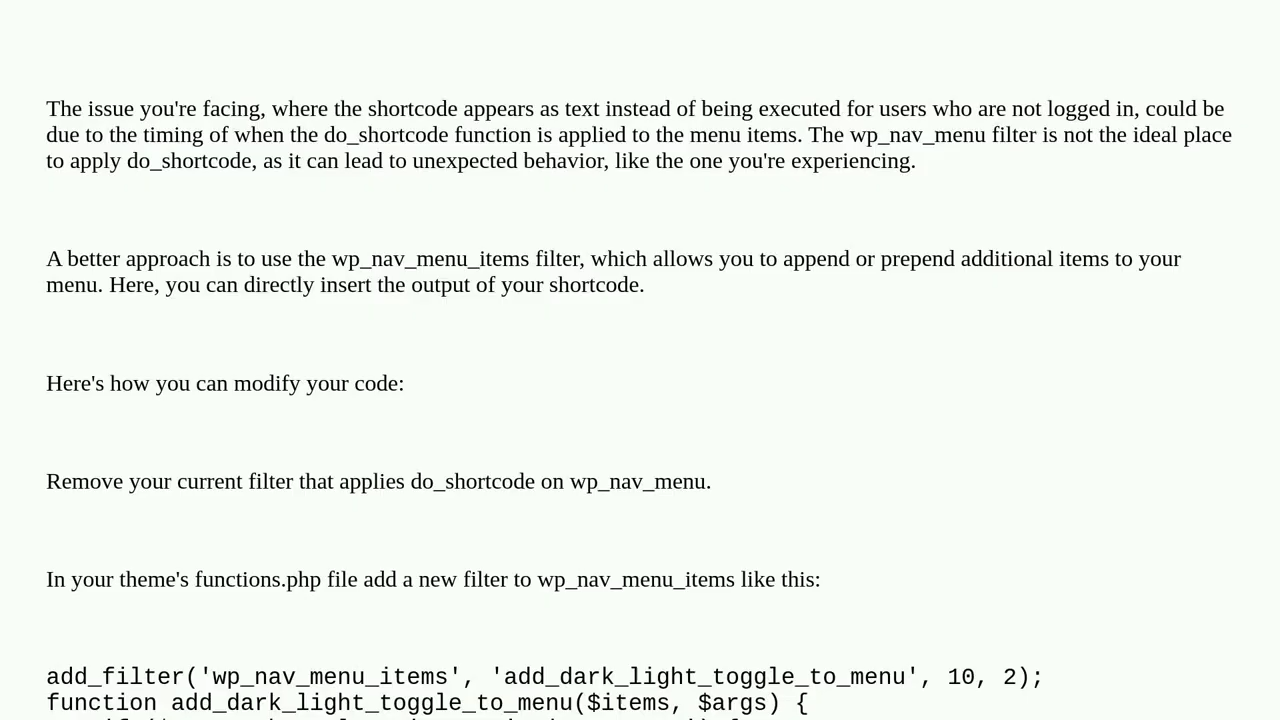 The issue you're facing, where the shortcode appears as text instead of being executed for users who are not logged in, could be
due to the timing of when the do_shortcode function is applied to the menu items. The wp_nav_menu filter is not the ideal place
to apply do_shortcode, as it can lead to unexpected behavior, like the one you're experiencing.
A better approach is to use the wp_nav_menu_items filter, which allows you to append or prepend additional items to your
menu. Here, you can directly insert the output of your shortcode.
Here's how you can modify your code:
Remove your current filter that applies do_shortcode on wp_nav_menu.
In your theme's functions.php file add a new filter to wp_nav_menu_items like this:
add_filter('wp_nav_menu_items', 'add_dark_light_toggle_to_menu', 10, 2);
function add_dark_light_toggle_to_menu($items, $args) {